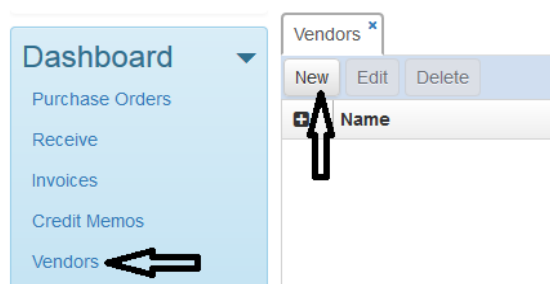 Dashboard
Purchase Orders
Receive
Invoices
Credit Memos
Vendors
Vendors ×
New Edit Delete
Name